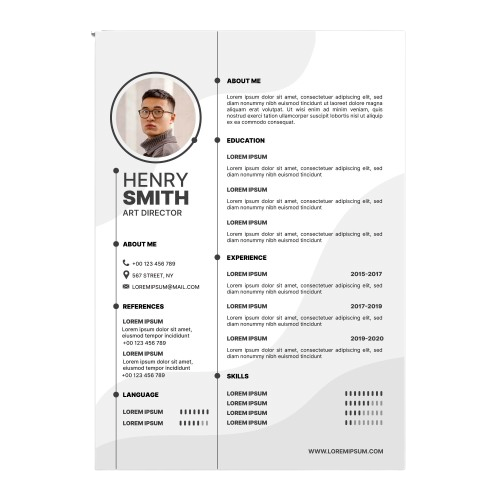 HENRY
SMITH
ART DIRECTOR
ABOUT ME
+00 123 456 789
567 STREET, NY
LOREMIPSUM@MAIL.COM
REFERENCES
LOREM IPSUM
Lorem ipsum dolor sit amet,
eiusmod tempor incididunt
+00 123 456 789
LOREM IPSUM
Lorem ipsum dolor sit amet,
eiusmod tempor incididunt
+00 123 456 789
LANGUAGE
LOREM IPSUM
LOREM IPSUM
ABOUT ME
Lorem ipsum dolor sit amet, consectetuer adipiscing elit, sed
diam nonummy nibh euismod tincidunt ut laoreet dolore magna
aliquam erat volutpat. Ut wisi enim ad minim veniam, quis
nostrud exerci tation ullamcorper suscipit lobortis nisl ut aliquip
ex ea commodo consequat.
EDUCATION
LOREM IPSUM
Lorem ipsum dolor sit amet, consectetuer adipiscing elit, sed
diam nonummy nibh euismod tincidunt
LOREM IPSUM
Lorem ipsum dolor sit amet, consectetuer adipiscing elit, sed
diam nonummy nibh euismod tincidunt
LOREM IPSUM
Lorem ipsum dolor sit amet, consectetuer adipiscing elit, sed
diam nonummy nibh euismod tincidunt
EXPERIENCE
LOREM IPSUM 2015-2017
Lorem ipsum dolor sit amet, consectetuer adipiscing elit, sed
diam nonummy nibh euismod tincidunt
LOREM IPSUM 2017-2019
Lorem ipsum dolor sit amet, consectetuer adipiscing elit, sed
diam nonummy nibh euismod tincidunt
LOREM IPSUM 2019-2020
Lorem ipsum dolor sit amet, consectetuer adipiscing elit, sed
diam nonummy nibh euismod tincidunt
SKILLS
LOREM IPSUM
LOREM IPSUM
LOREM IPSUM
LOREM IPSUM
WWW.LOREMIPSUM.COM